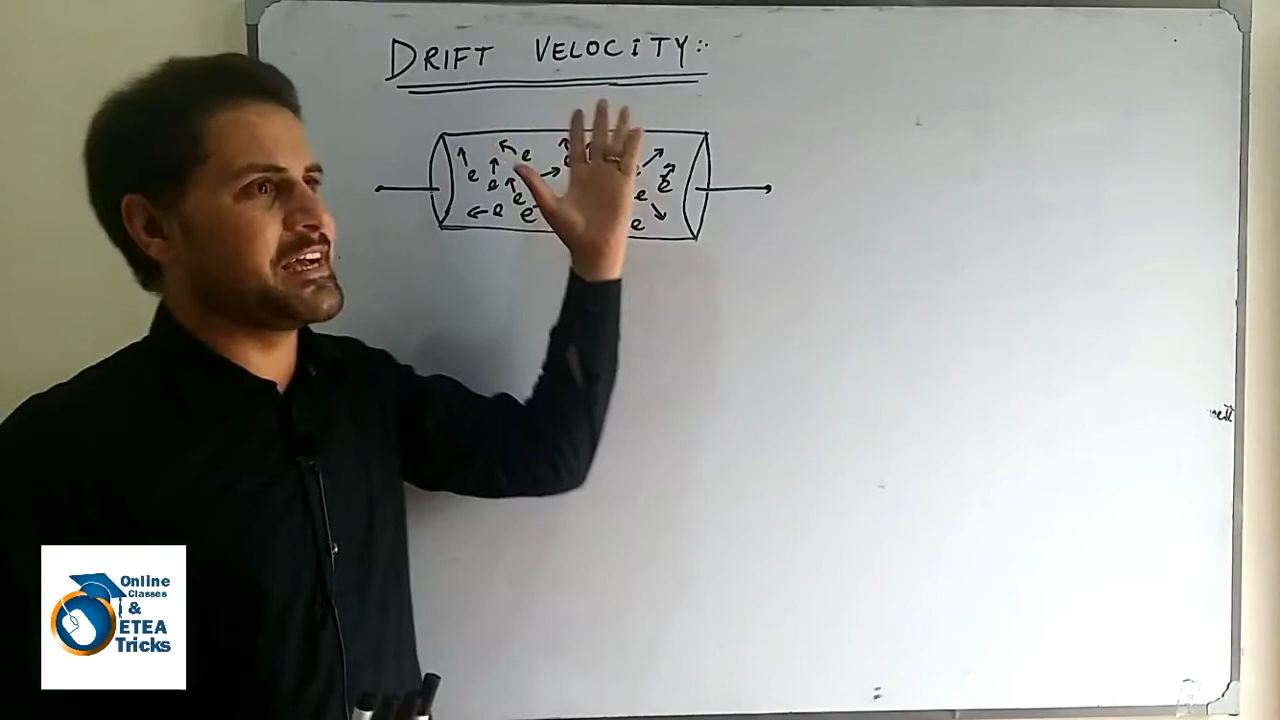 DRIFT VELOCITY:-
e e e
e e e
e e e e
Online
Classes
&
ETEA
Tricks